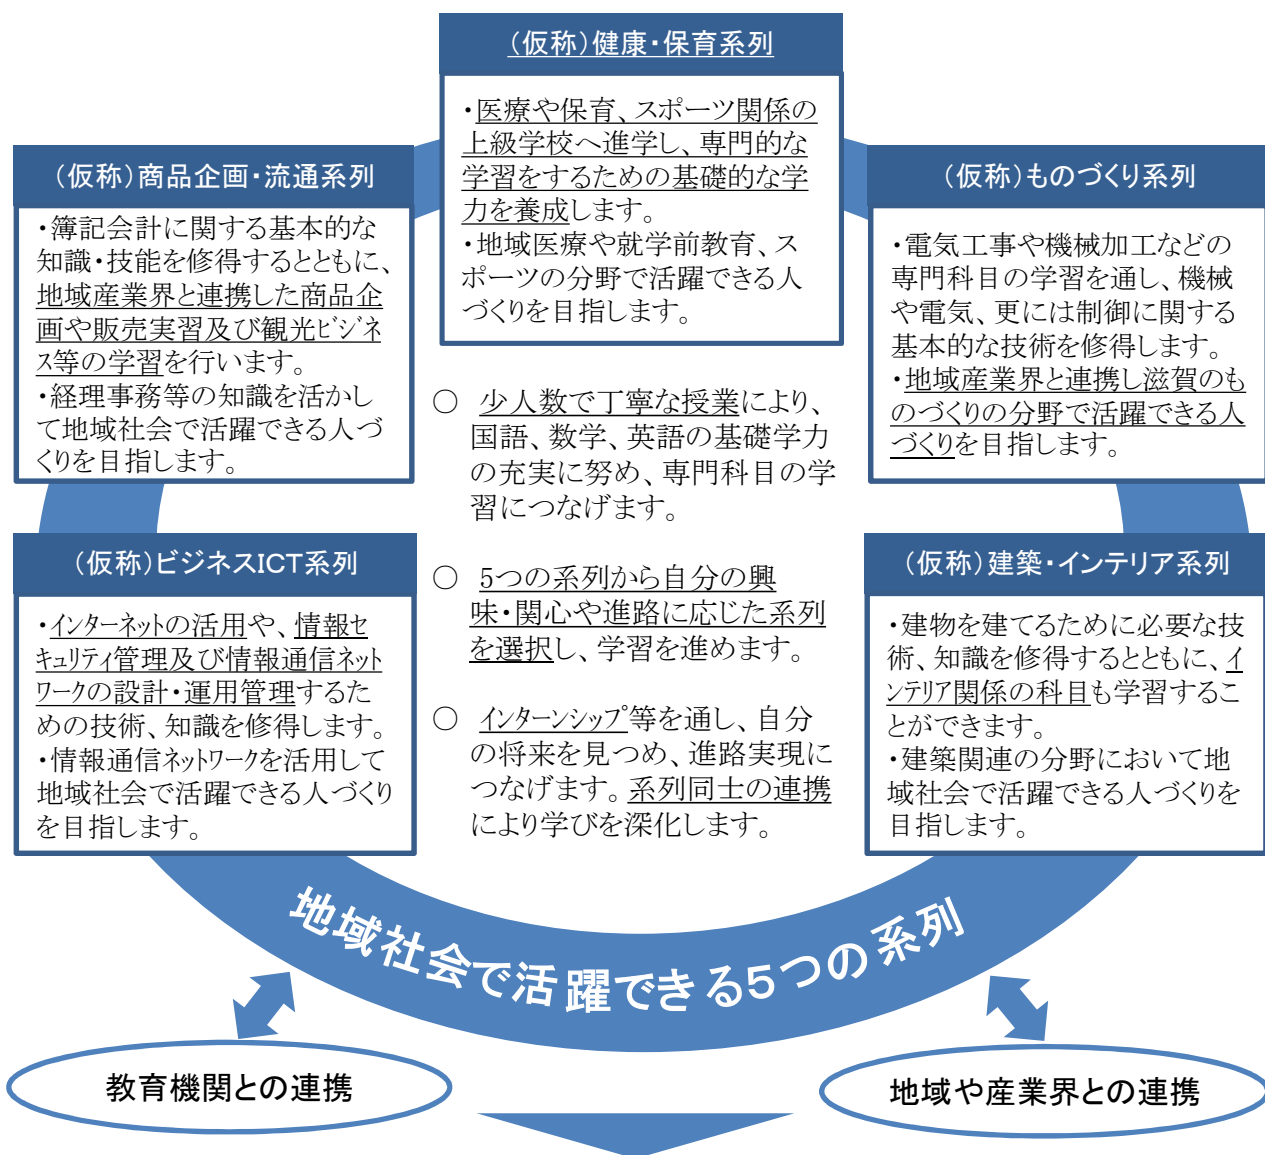 （仮称）健康・保育系列
・医療や保育、スポーツ関係の
上級学校へ進学し、専門的な
学習をするための基礎的な学
力を養成します。
・地域医療や就学前教育、ス
ポーツの分野で活躍できる人
づくりを目指します。
（仮称）商品企画・流通系列
・簿記会計に関する基本的な
知識・技能を修得するとともに、
地域産業界と連携した商品企
画や販売実習及び観光ﾋﾞｼﾞﾈ
ｽ等の学習を行います。
・経理事務等の知識を活かし
て地域社会で活躍できる人づ
くりを目指します。
（仮称）ものづくり系列
・電気工事や機械加工などの
専門科目の学習を通し、機械
や電気、更には制御に関する
基本的な技術を修得します。
・地域産業界と連携し滋賀のも
のづくりの分野で活躍できる人
づくりを目指します。
○ 少人数で丁寧な授業により、
国語、数学、英語の基礎学力
の充実に努め、専門科目の学
習につなげます。
○ 5つの系列から自分の興
味・関心や進路に応じた系列
を選択し、学習を進めます。
○ ｲﾝﾀｰﾝｼｯﾌﾟ等を通し、自分
の将来を見つめ、進路実現に
つなげます。系列同士の連携
により学びを深化します。
（仮称）ビジネスICT系列
・ｲﾝﾀｰﾈｯﾄの活用や、情報ｾ
ｷｭﾘﾃｨ管理及び情報通信ﾈｯﾄ
ﾜｰｸの設計・運用管理するた
めの技術、知識を修得します。
・情報通信ﾈｯﾄﾜｰｸを活用して
地域社会で活躍できる人づくり
を目指します。
（仮称）建築・インテリア系列
・建物を建てるために必要な技
術、知識を修得するとともに、ｲ
ﾝﾃﾘｱ関係の科目も学習するこ
とができます。
・建築関連の分野において地
域社会で活躍できる人づくりを
目指します。
地域社会で活躍できる5つの系列
教育機関との連携
地域や産業界との連携